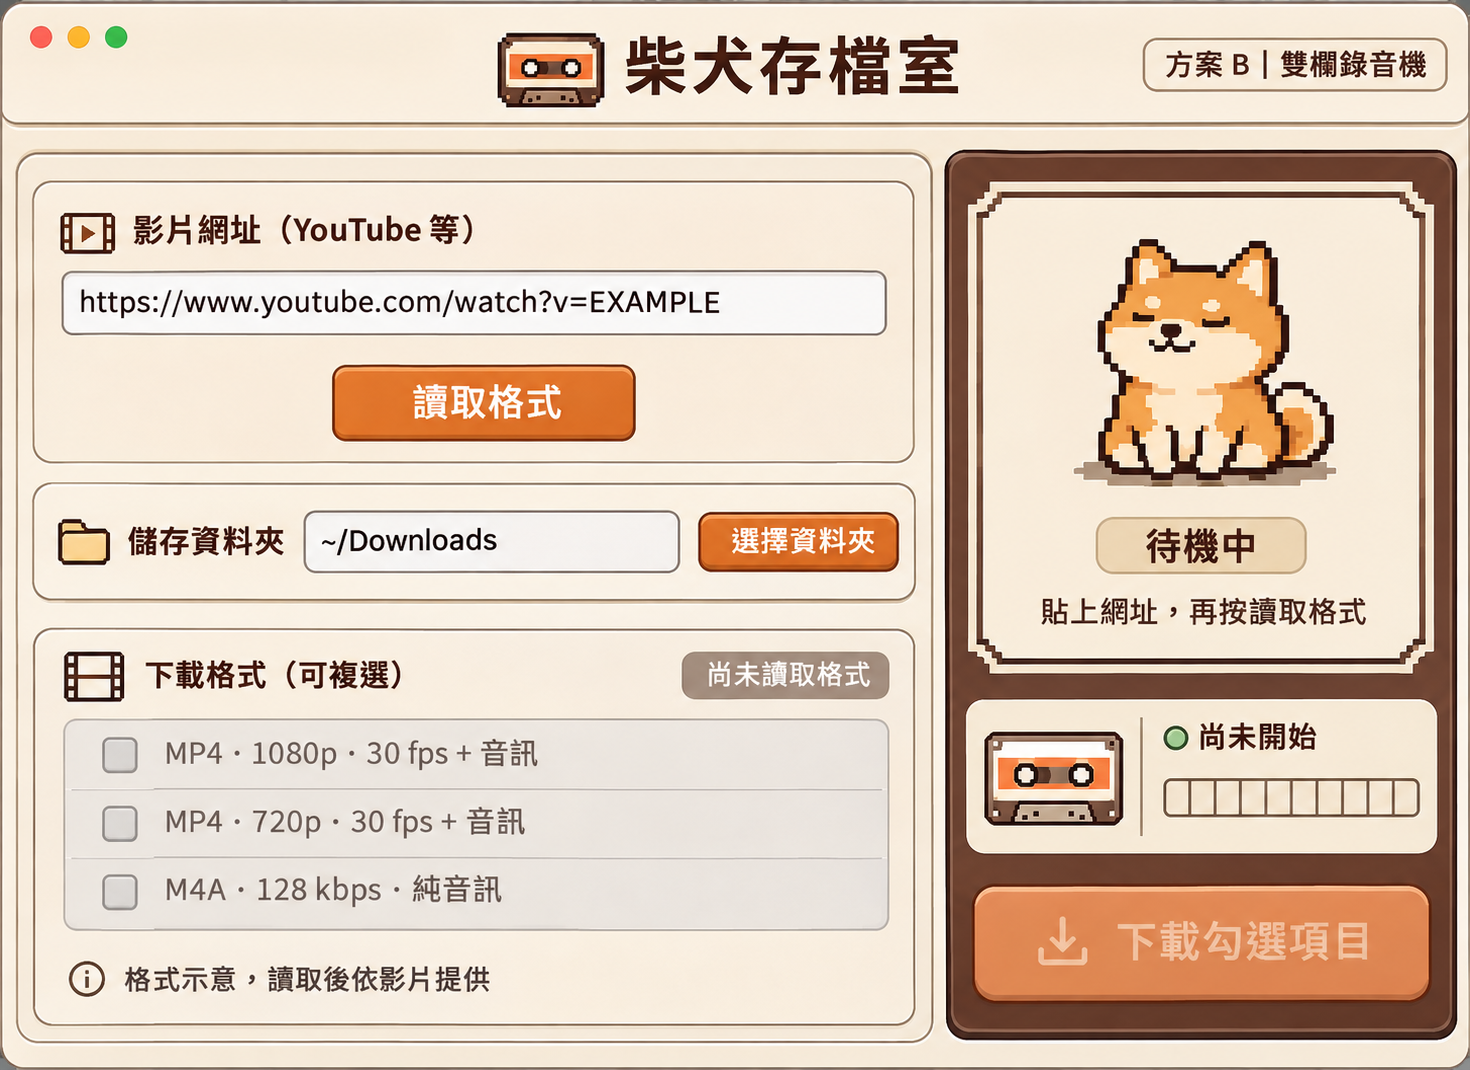 柴犬存檔室
方案 B | 雙欄錄音機
影片網址（YouTube 等）
https://www.youtube.com/watch?v=EXAMPLE
讀取格式
儲存資料夾
~/Downloads
選擇資料夾
下載格式（可複選）
尚未讀取格式
MP4 · 1080p · 30 fps + 音訊
MP4 · 720p · 30 fps + 音訊
M4A · 128 kbps · 純音訊
格式示意，讀取後依影片提供
待機中
貼上網址，再按讀取格式
尚未開始
下載勾選項目